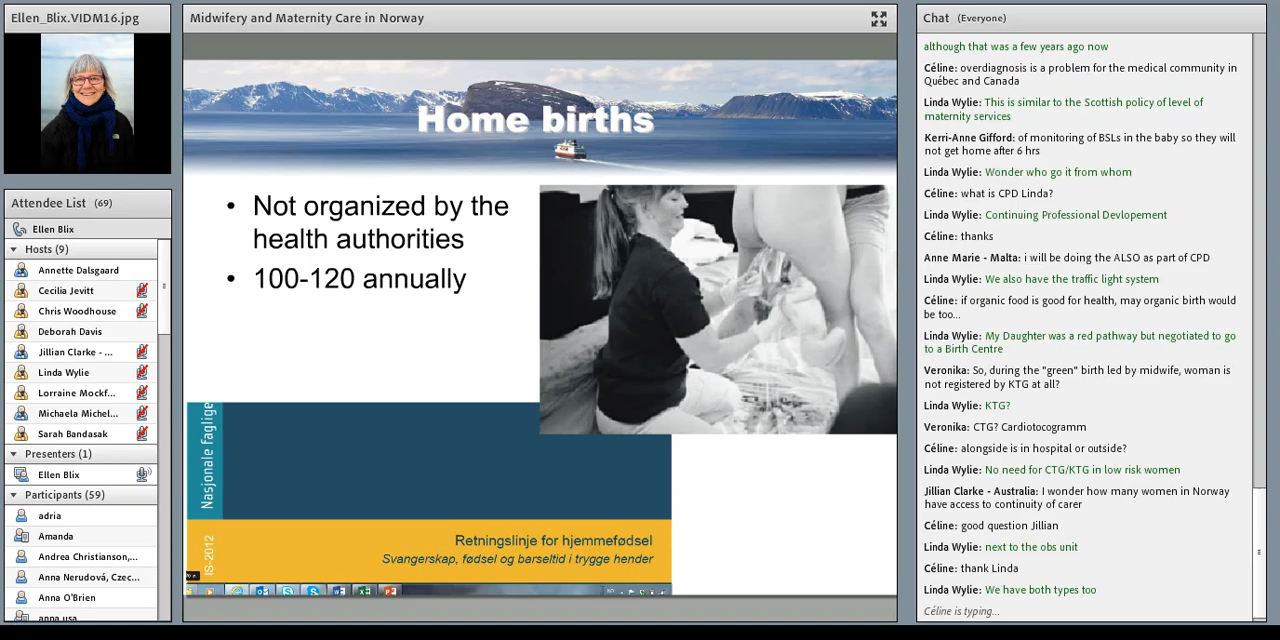 Ellen_Blix.VIDM16.jpg
Attendee List (69)
Ellen Blix
Hosts (9)
Annette Dalsgaard
Cecilia Jevitt
Chris Woodhouse
Deborah Davis
Jillian Clarke - ...
Linda Wylie
Lorraine Mockf...
Michaela Michel...
Sarah Bandasak
Presenters (1)
Ellen Blix
Participants (59)
adria
Amanda
Andrea Christianson,...
Anna Nerudová, Czec...
Anna O'Brien
anna usa
Midwifery and Maternity Care in Norway
Home births
• Not organized by the
health authorities
• 100-120 annually
Nasjonale faglige
IS-2012
Retningslinje for hjemmefødsel
Svangerskap, fødsel og barseltid i trygge hender
Chat (Everyone)
although that was a few years ago now
Céline: overdiagnosis is a problem for the medical community in
Québec and Canada
Linda Wylie: This is similar to the Scottish policy of level of
maternity services
Kerri-Anne Gifford: of monitoring of BSLs in the baby so they will
not get home after 6 hrs
Linda Wylie: Wonder who go it from whom
Céline: what is CPD Linda?
Linda Wylie: Continuing Professional Devlopement
Céline: thanks
Anne Marie - Malta: i will be doing the ALSO as part of CPD
Linda Wylie: We also have the traffic light system
Céline: if organic food is good for health, may organic birth would
be too...
Linda Wylie: My Daughter was a red pathway but negotiated to go
to a Birth Centre
Veronika: So, during the "green" birth led by midwife, woman is
not registered by KTG at all?
Linda Wylie: KTG?
Veronika: CTG? Cardiotocogramm
Céline: alongside is in hospital or outside?
Linda Wylie: No need for CTG/KTG in low risk women
Jillian Clarke - Australia: I wonder how many women in Norway
have access to continuity of carer
Céline: good question Jillian
Linda Wylie: next to the obs unit
Céline: thank Linda
Linda Wylie: We have both types too
Céline is typing...